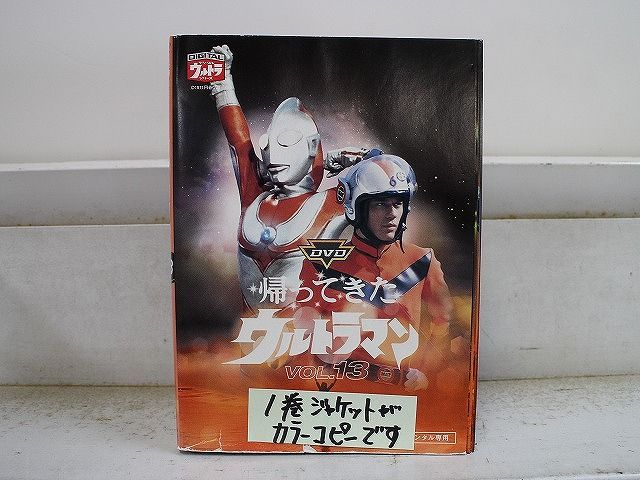 DIGITAL
ウルトラ
DVD
帰ってきた
ウルトラマン
VOL.13
1巻 ジャケットが
カラーコピーです
ンタル専用